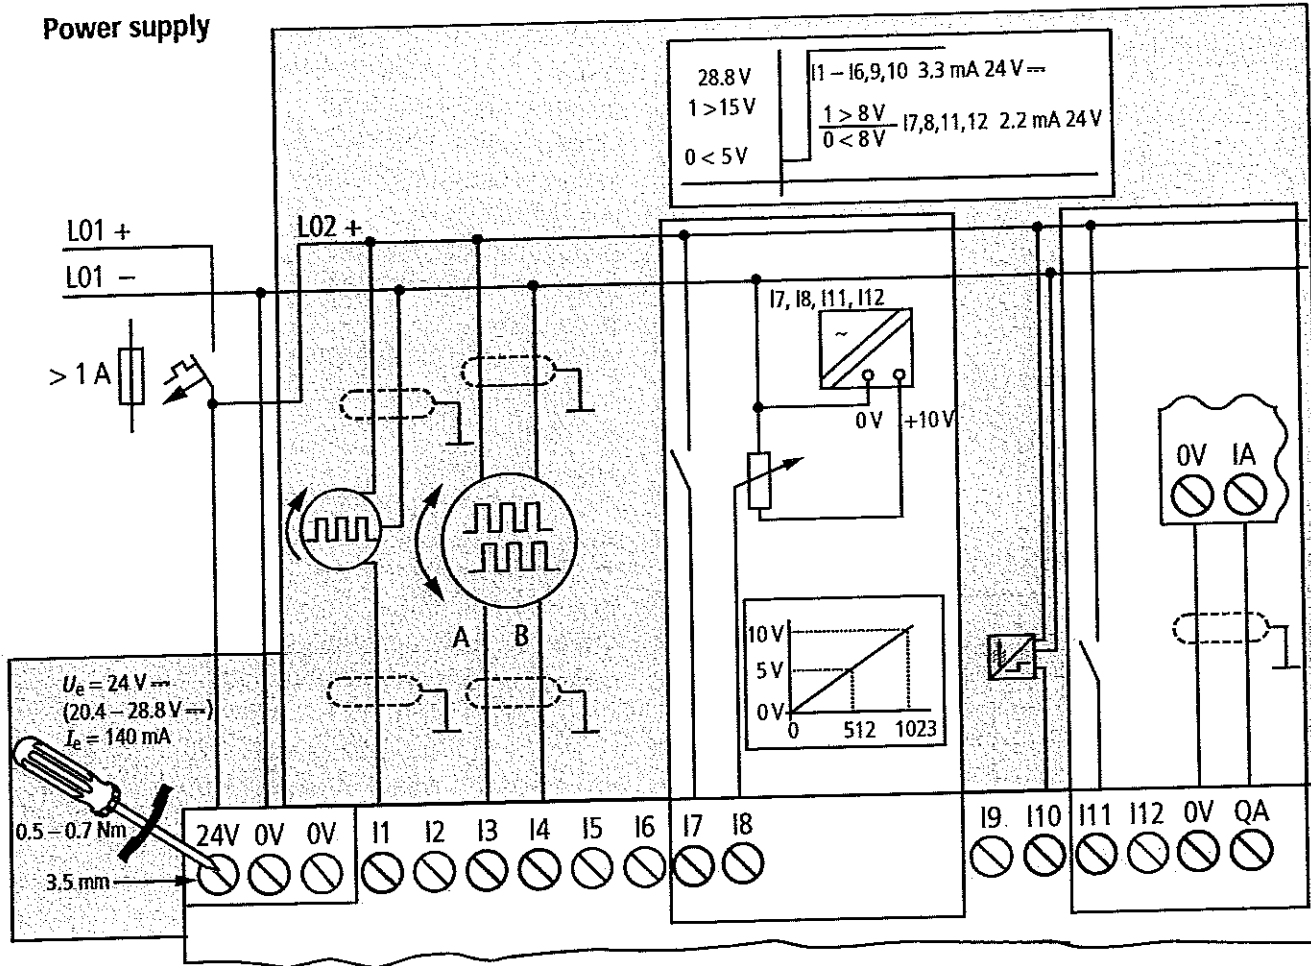 Power supply
28.8 V
1 >15 V
0 < 5 V
I1 – I6,9,10 3.3 mA 24 V ⎓
1 > 8 V
0 < 8 V
I7,8,11,12 2.2 mA 24 V
L01 +
L02 +
L01 –
> 1 A
I7, I8, I11, I12
~
0 V
+10 V
0V
IA
A
B
10 V
5 V
0 V
0
512
1023
Ue = 24 V ⎓
(20.4 – 28.8 V ⎓)
Ie = 140 mA
0.5 – 0.7 Nm
3.5 mm
24V 0V 0V I1 I2 I3 I4 I5 I6 I7 I8 I9 I10 I11 I12 0V QA